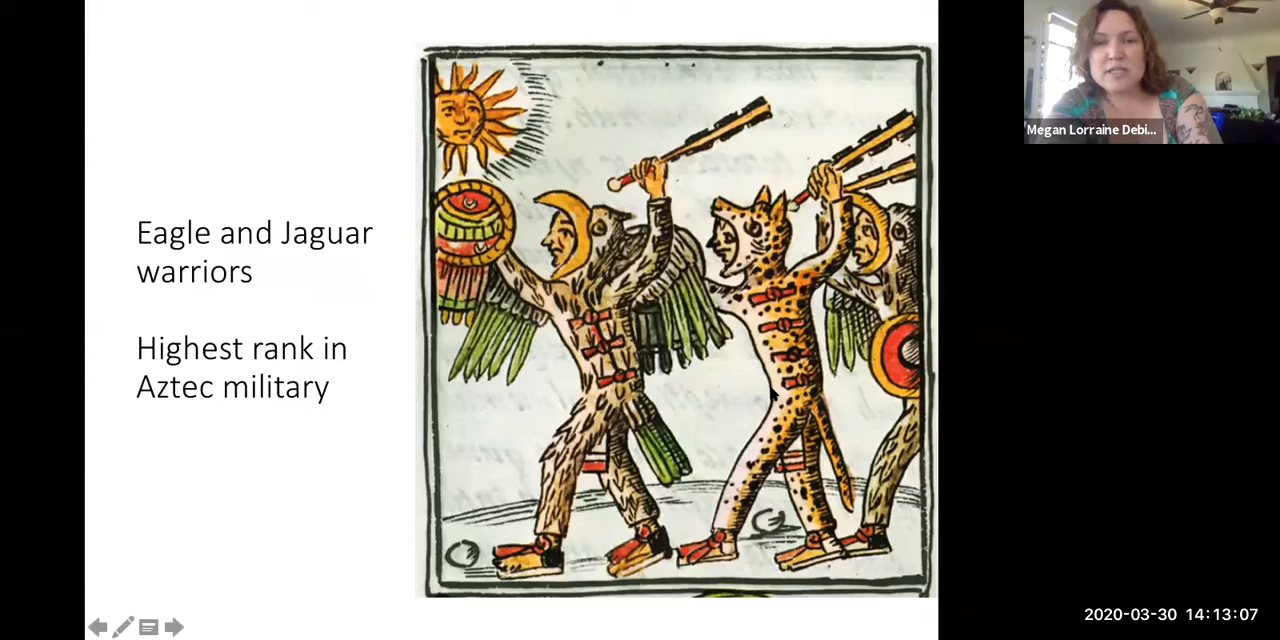 Eagle and Jaguar
warriors
Highest rank in
Aztec military
Megan Lorraine Debi...
2020-03-30 14:13:07